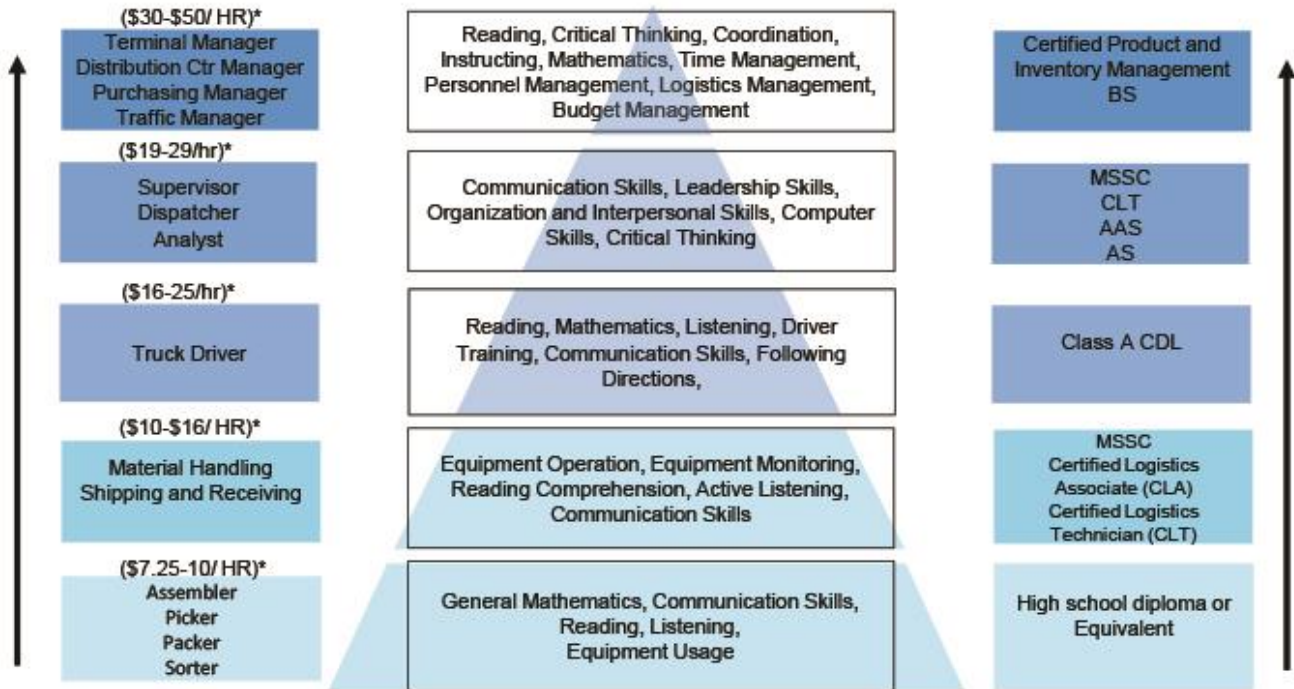 ($30-$50/ HR)*
Terminal Manager
Distribution Ctr Manager
Purchasing Manager
Traffic Manager
Reading, Critical Thinking, Coordination,
Instructing, Mathematics, Time Management,
Personnel Management, Logistics Management,
Budget Management
Certified Product and
Inventory Management
BS
($19-29/hr)*
Supervisor
Dispatcher
Analyst
Communication Skills, Leadership Skills,
Organization and Interpersonal Skills, Computer
Skills, Critical Thinking
MSSC
CLT
AAS
AS
($16-25/hr)*
Truck Driver
Reading, Mathematics, Listening, Driver
Training, Communication Skills, Following
Directions,
Class A CDL
($10-$16/ HR)*
Material Handling
Shipping and Receiving
Equipment Operation, Equipment Monitoring,
Reading Comprehension, Active Listening,
Communication Skills
MSSC
Certified Logistics
Associate (CLA)
Certified Logistics
Technician (CLT)
($7.25-10/ HR)*
Assembler
Picker
Packer
Sorter
General Mathematics, Communication Skills,
Reading, Listening,
Equipment Usage
High school diploma or
Equivalent